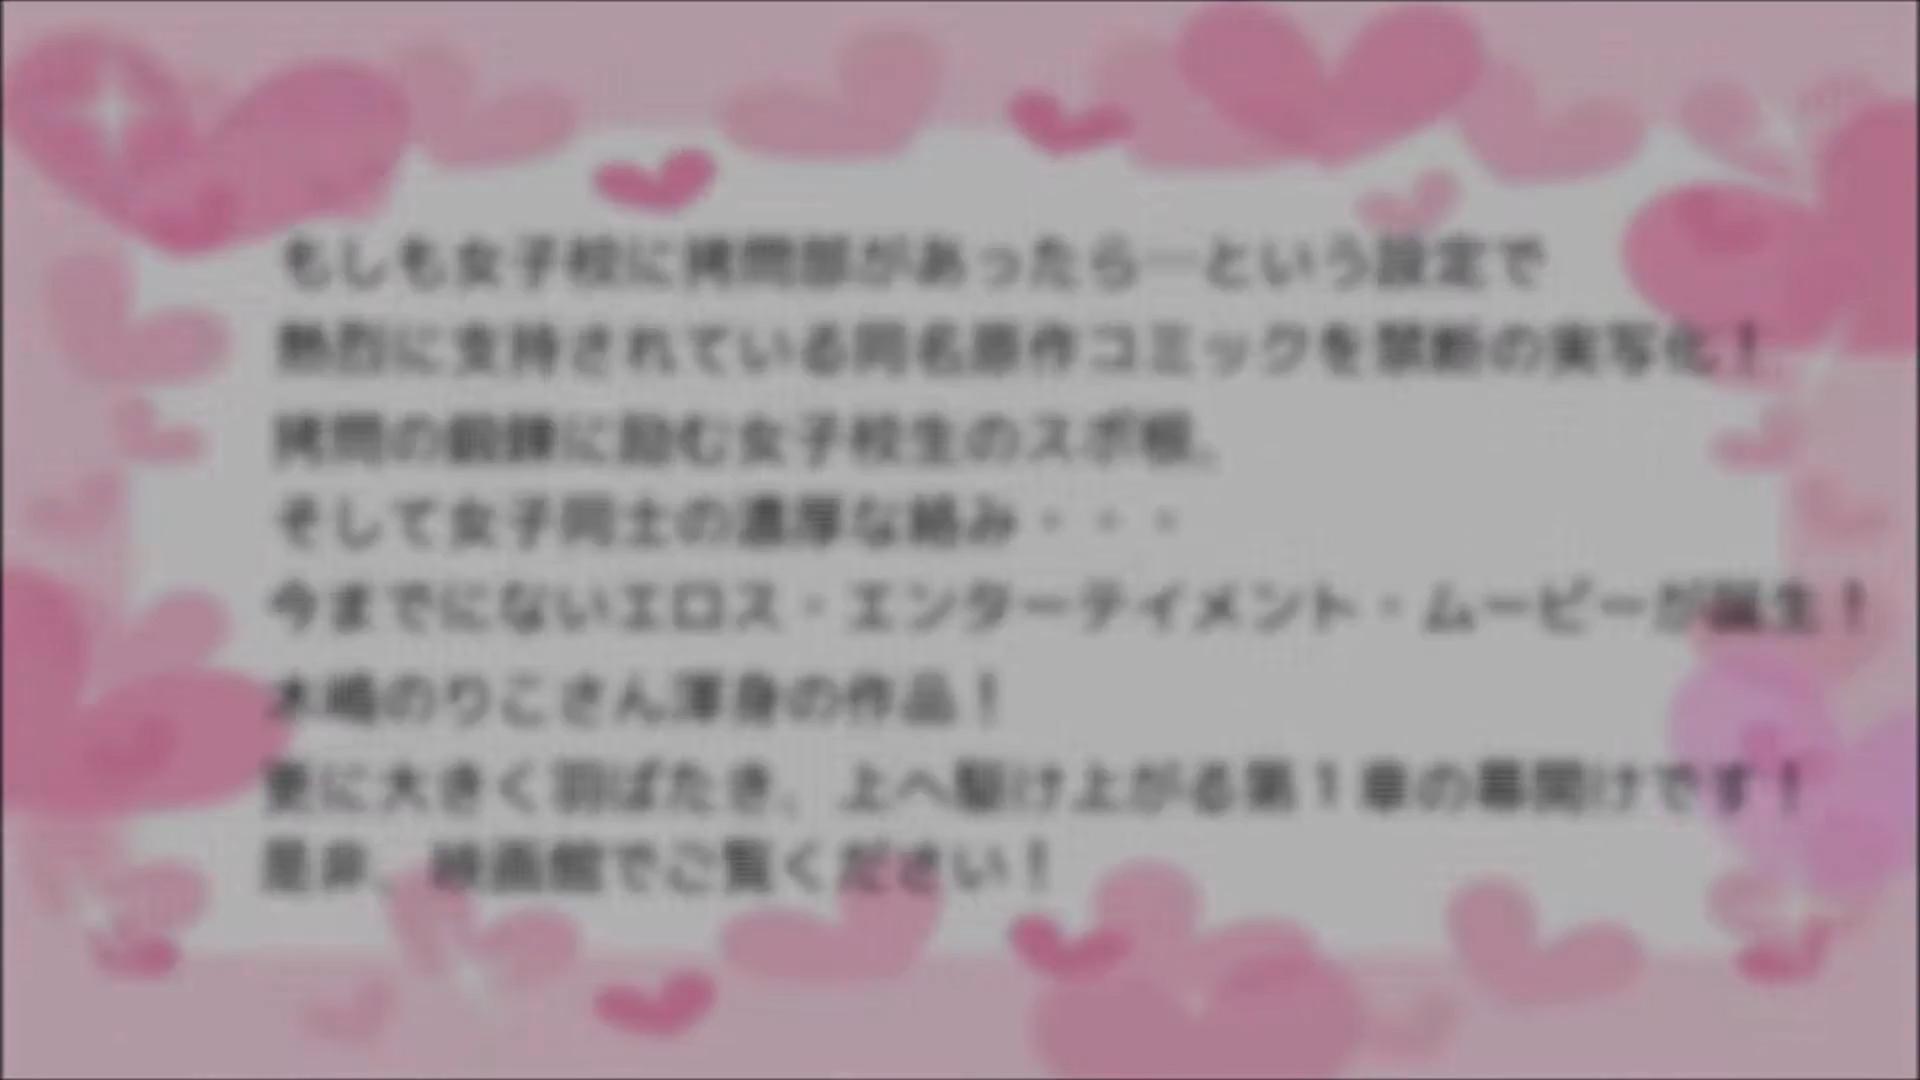 もしも女子校に拷問部があったら…という設定で
熱烈に支持されている同名原作コミックを禁断の実写化！
拷問の鍛錬に励む女子校生のスポ根、
そして女子同士の濃厚な絡み・・・
今までにないエロス・エンターテイメント・ムービーが誕生！
木嶋のりこさん渾身の作品！
更に大きく羽ばたき、上へ駆け上がる第１章の幕開けです！
是非、映画館でご覧ください！